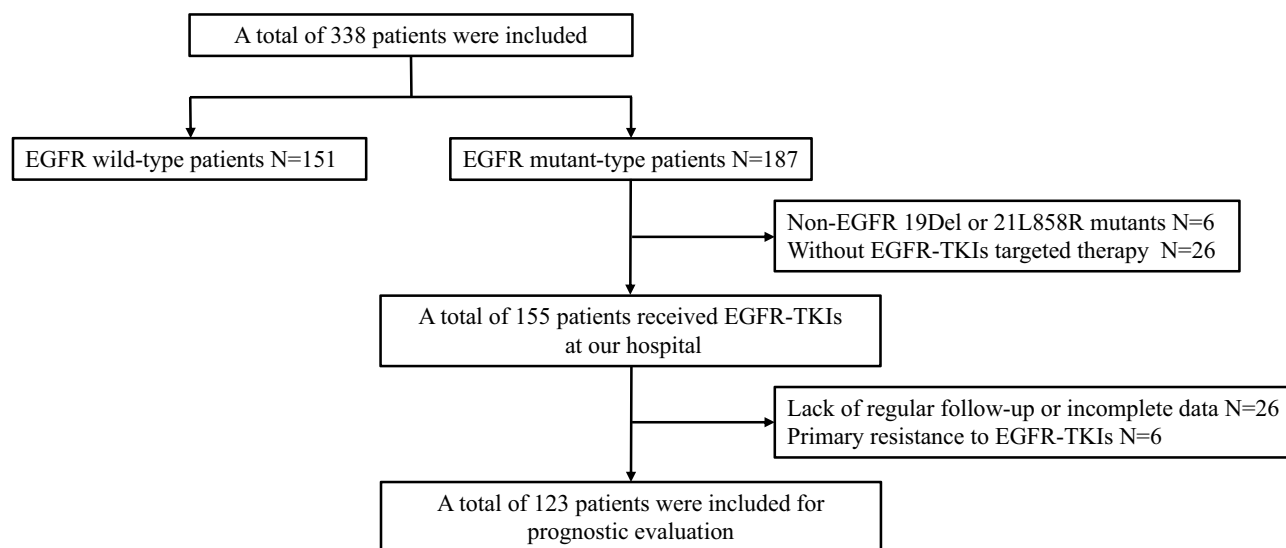 A total of 338 patients were included
EGFR wild-type patients N=151
EGFR mutant-type patients N=187
Non-EGFR 19Del or 21L858R mutants N=6
Without EGFR-TKIs targeted therapy N=26
A total of 155 patients received EGFR-TKIs
at our hospital
Lack of regular follow-up or incomplete data N=26
Primary resistance to EGFR-TKIs N=6
A total of 123 patients were included for
prognostic evaluation